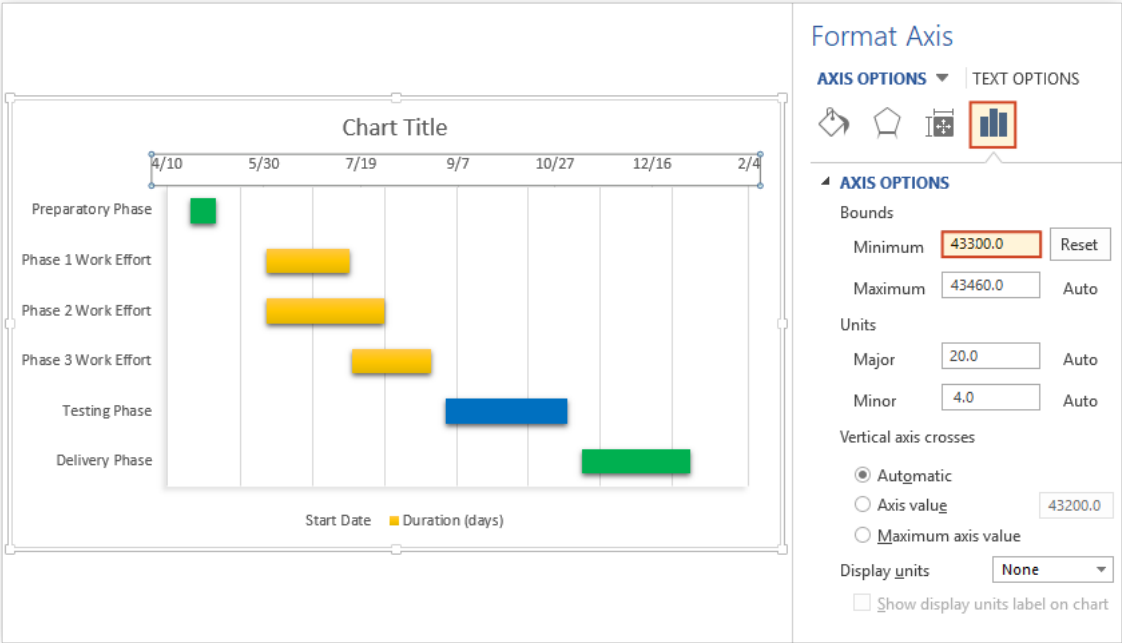 Chart Title
4/10 5/30 7/19 9/7 10/27 12/16 2/4
Preparatory Phase
Phase 1 Work Effort
Phase 2 Work Effort
Phase 3 Work Effort
Testing Phase
Delivery Phase
Start Date Duration (days)
Format Axis
AXIS OPTIONS TEXT OPTIONS
AXIS OPTIONS
Bounds
Minimum 43300.0 Reset
Maximum 43460.0 Auto
Units
Major 20.0 Auto
Minor 4.0 Auto
Vertical axis crosses
Automatic
Axis value 43200.0
Maximum axis value
Display units None
Show display units label on chart